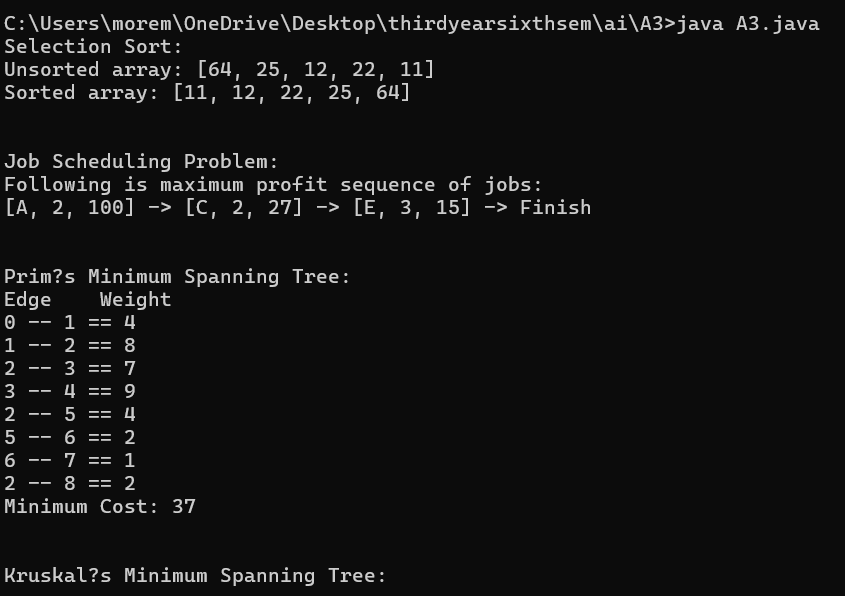 C:\Users\morem\OneDrive\Desktop\thirdyearsixthsem\ai\A3>java A3.java
Selection Sort:
Unsorted array: [64, 25, 12, 22, 11]
Sorted array: [11, 12, 22, 25, 64]
Job Scheduling Problem:
Following is maximum profit sequence of jobs:
[A, 2, 100] -> [C, 2, 27] -> [E, 3, 15] -> Finish
Prim?s Minimum Spanning Tree:
Edge    Weight
0 -- 1 == 4
1 -- 2 == 8
2 -- 3 == 7
3 -- 4 == 9
2 -- 5 == 4
5 -- 6 == 2
6 -- 7 == 1
2 -- 8 == 2
Minimum Cost: 37
Kruskal?s Minimum Spanning Tree: